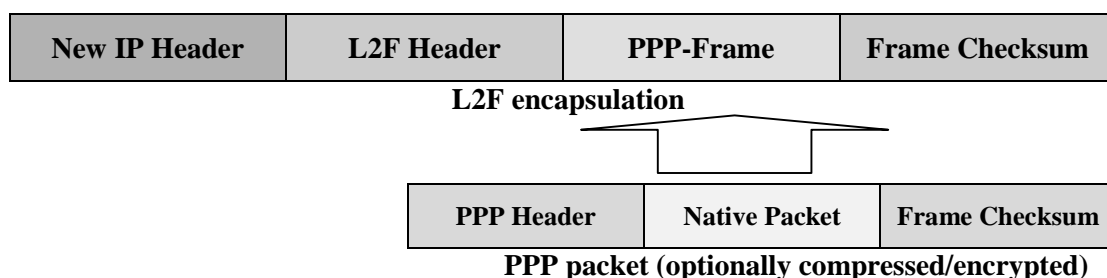 New IP Header L2F Header PPP-Frame Frame Checksum
L2F encapsulation
PPP Header Native Packet Frame Checksum
PPP packet (optionally compressed/encrypted)